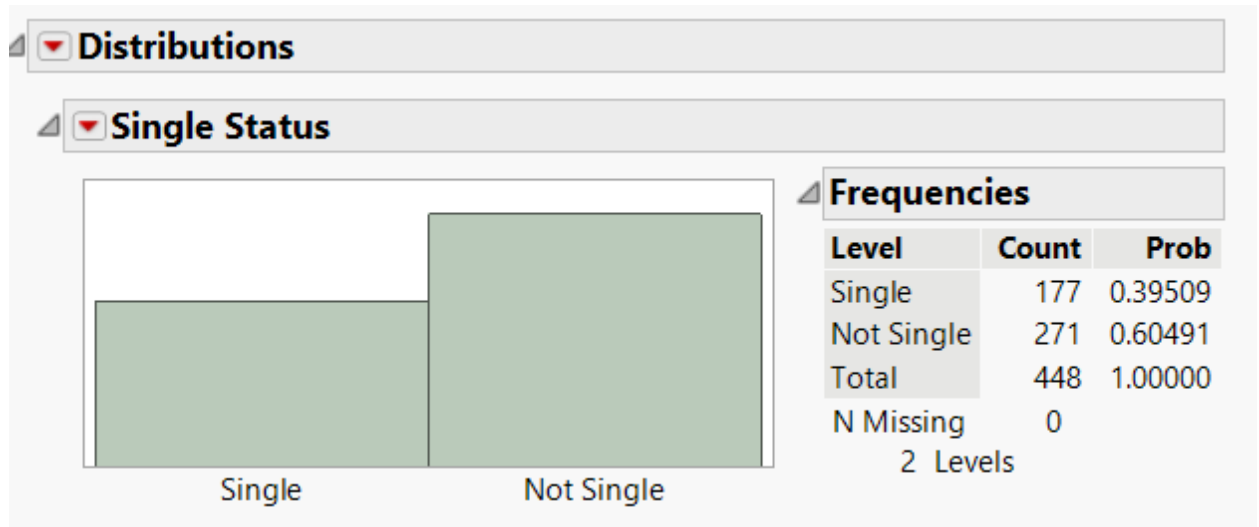 Distributions
Single Status
Single
Not Single
Frequencies
Level Count Prob
Single 177 0.39509
Not Single 271 0.60491
Total 448 1.00000
N Missing 0
2 Levels